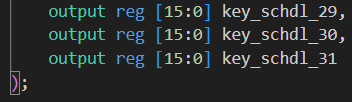 output reg [15:0] key_schdl_29,
output reg [15:0] key_schdl_30,
output reg [15:0] key_schdl_31
);